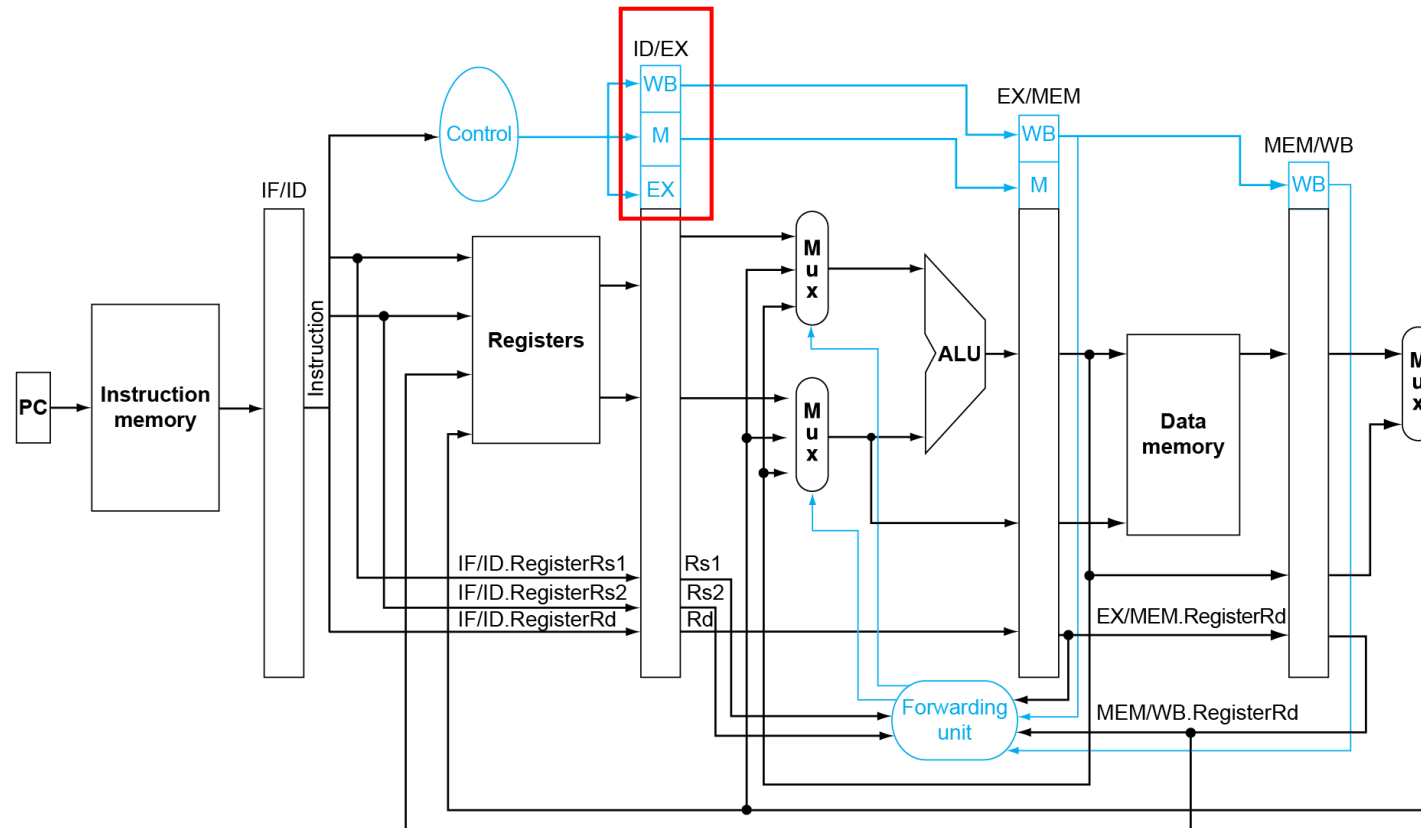 ID/EX
WB
EX/MEM
Control
M
WB
MEM/WB
IF/ID
EX
M
WB
M
u
x
Instruction
Registers
ALU
M
u
x
PC
Instruction
memory
M
u
x
Data
memory
IF/ID.RegisterRs1
Rs1
IF/ID.RegisterRs2
Rs2
IF/ID.RegisterRd
Rd
EX/MEM.RegisterRd
Forwarding
unit
MEM/WB.RegisterRd